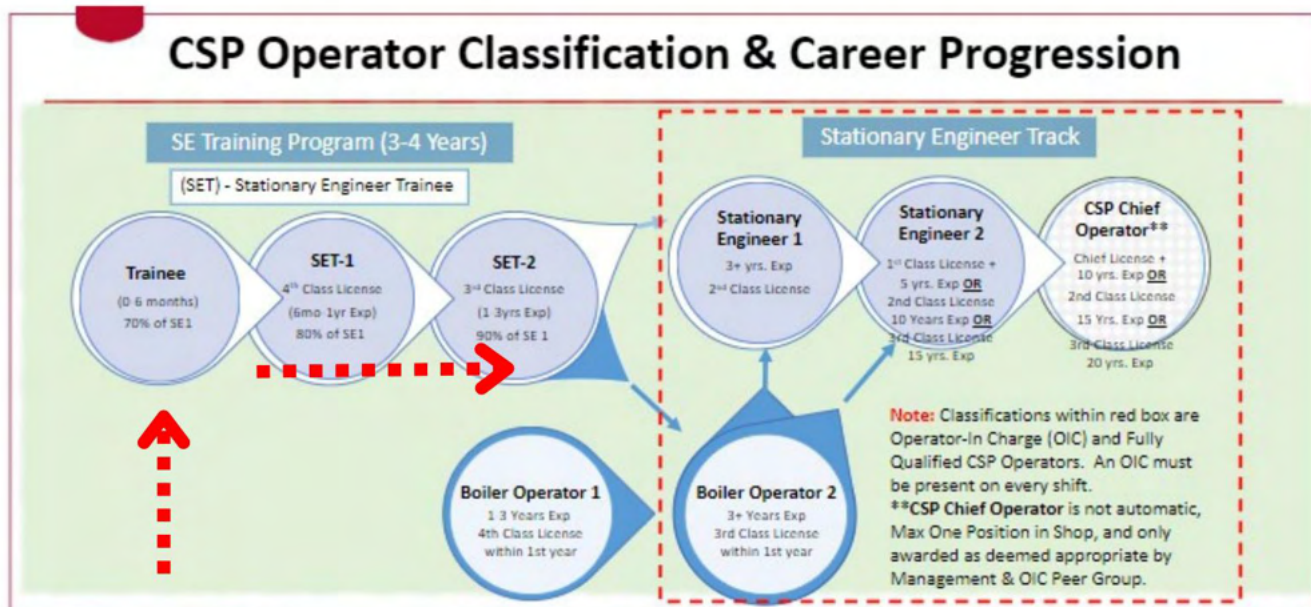 CSP Operator Classification & Career Progression
SE Training Program (3-4 Years)
(SET) - Stationary Engineer Trainee
Trainee
(0-6 months)
70% of SE1
SET-1
4th Class License
(6mo-1yr Exp)
80% of SE1
SET-2
3rd Class License
(1-3yrs Exp)
90% of SE 1
Boiler Operator 1
1-3 Years Exp
4th Class License
within 1st year
Stationary Engineer Track
Stationary
Engineer 1
3+ yrs. Exp
2nd Class License
Stationary
Engineer 2
1st Class License +
5 yrs. Exp OR
2nd Class License
10 Years Exp OR
3rd Class License
15 yrs. Exp
CSP Chief
Operator**
Chief License +
10 yrs. Exp OR
2nd Class License
15 Yrs. Exp OR
3rd Class License
20 yrs. Exp
Boiler Operator 2
3+ Years Exp
3rd Class License
within 1st year
Note: Classifications within red box are
Operator-In Charge (OIC) and Fully
Qualified CSP Operators. An OIC must
be present on every shift.
**CSP Chief Operator is not automatic,
Max One Position in Shop, and only
awarded as deemed appropriate by
Management & OIC Peer Group.